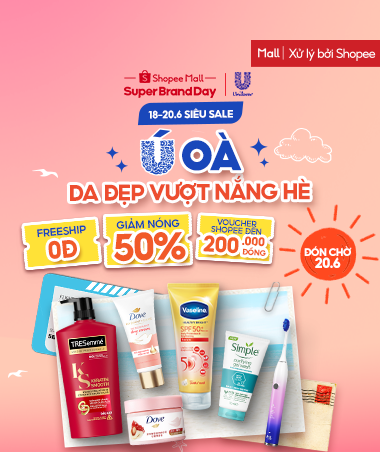 Mall | Xử lý bởi Shopee
Shopee Mall
Super Brand Day
Unilever
18-20.6 SIÊU SALE
Ú OÀ
DA ĐẸP VƯỢT NẮNG HÈ
FREESHIP
0Đ
GIẢM NÓNG
50%
VOUCHER
SHOPEE ĐẾN
200.000
ĐỒNG
ĐÓN CHỜ
20.6
TRESemmé
KERATIN
SMOOTH
Dove
Vaseline
SPF50+
Simple
Dove